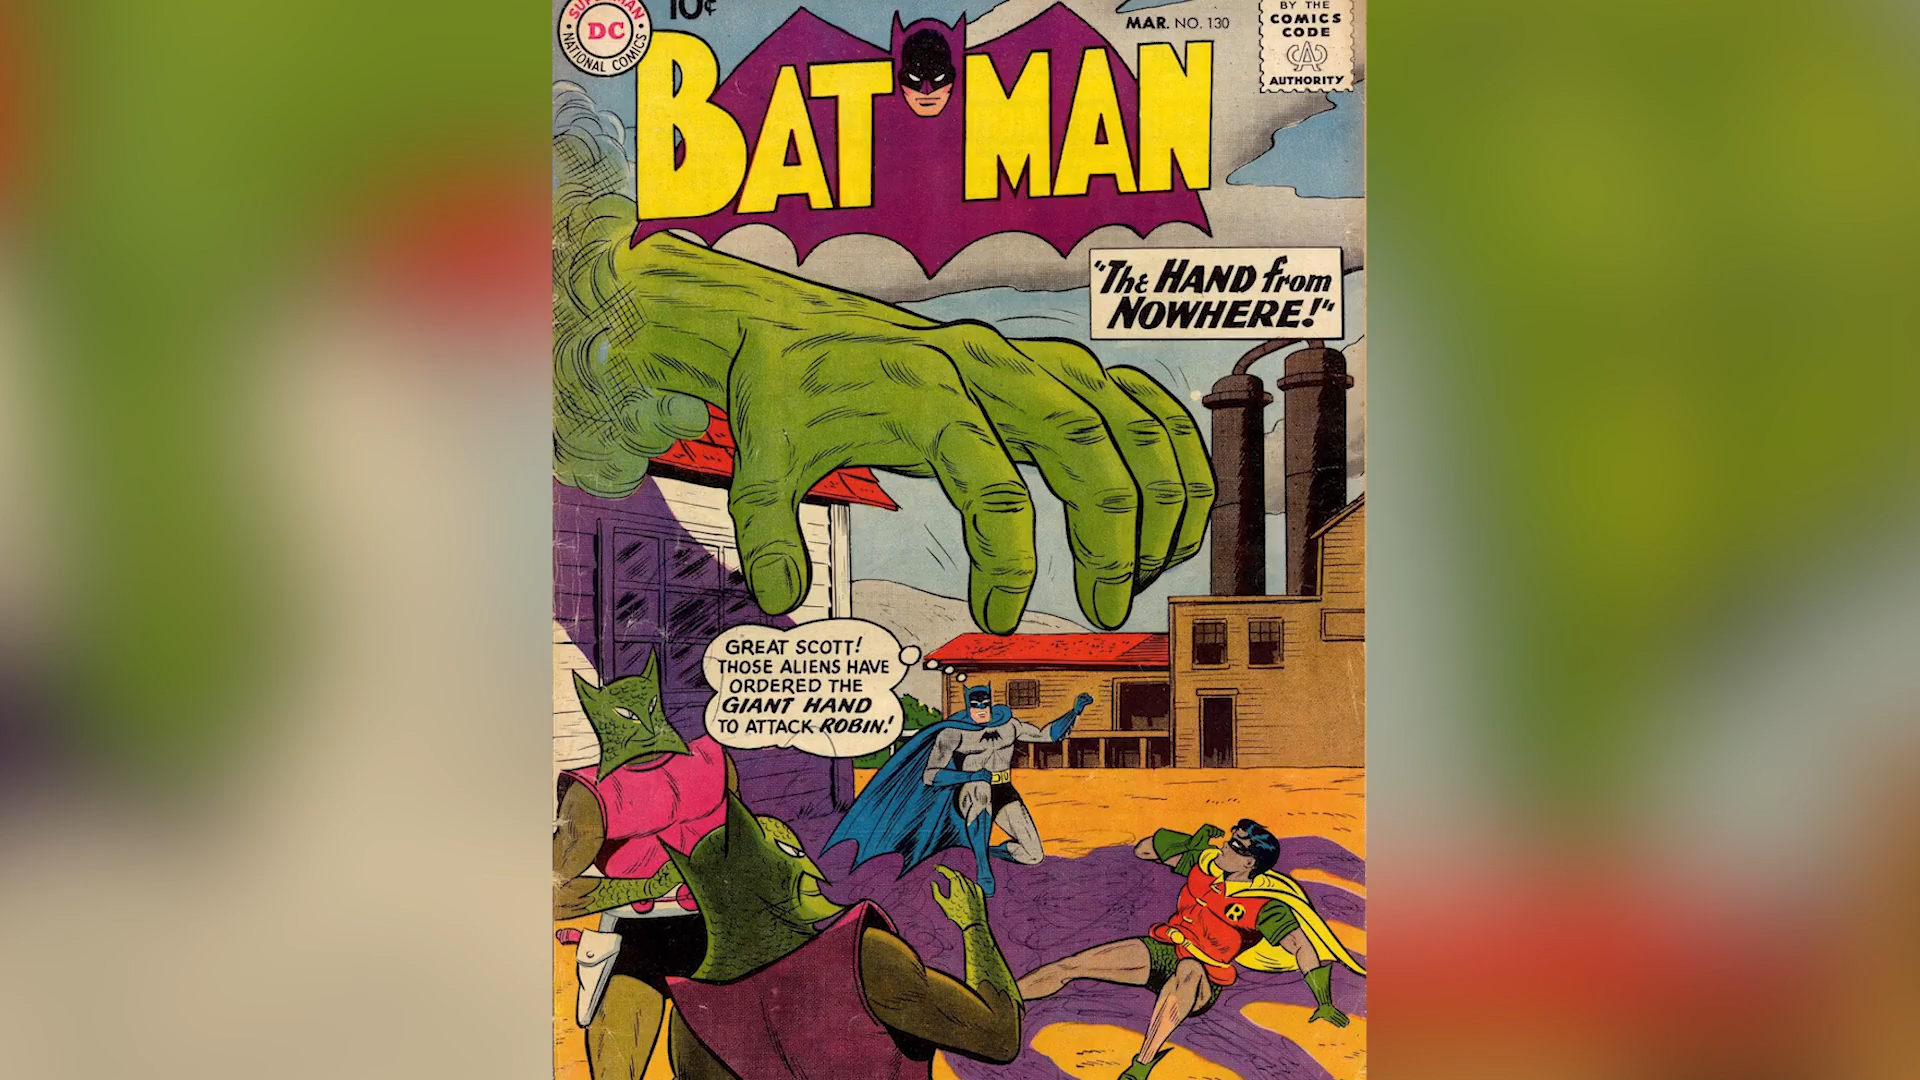 SUPERMAN
DC
NATIONAL COMICS
10¢
MAR. NO. 130
BY THE
COMICS
CODE
CA
AUTHORITY
BATMAN
"The HAND from
NOWHERE!"
GREAT SCOTT!
THOSE ALIENS HAVE
ORDERED THE
GIANT HAND
TO ATTACK ROBIN!
R